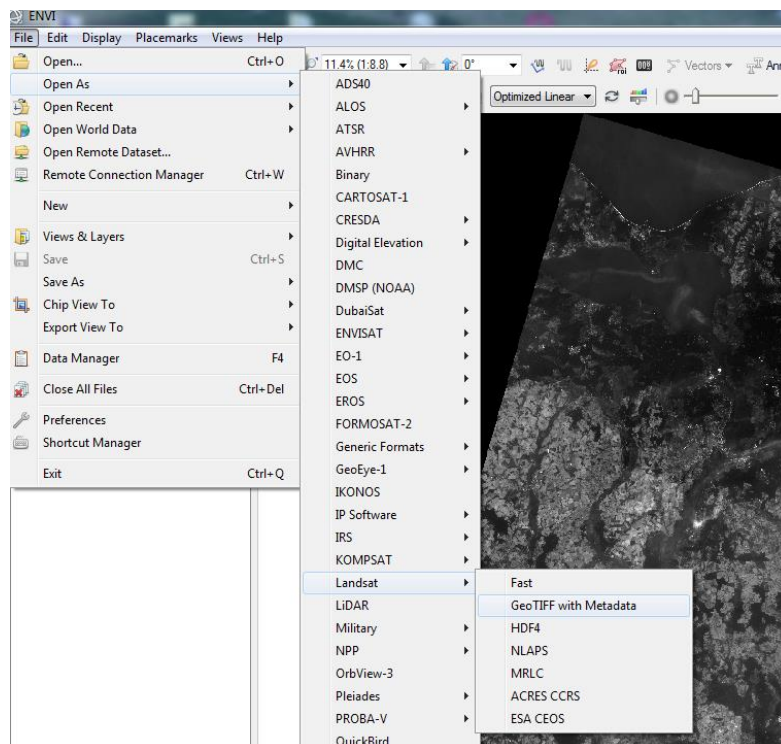 ENVI
File Edit Display Placemarks Views Help
Open... Ctrl+O
Open As
Open Recent
Open World Data
Open Remote Dataset...
Remote Connection Manager Ctrl+W
New
Views & Layers
Save Ctrl+S
Save As
Chip View To
Export View To
Data Manager F4
Close All Files Ctrl+Del
Preferences
Shortcut Manager
Exit Ctrl+Q
11.4% (1:8.8) 0° Vectors
Optimized Linear
ADS40
ALOS
ATSR
AVHRR
Binary
CARTOSAT-1
CRESDA
Digital Elevation
DMC
DMSP (NOAA)
DubaiSat
ENVISAT
EO-1
EOS
EROS
FORMOSAT-2
Generic Formats
GeoEye-1
IKONOS
IP Software
IRS
KOMPSAT
Landsat
LiDAR
Military
NPP
OrbView-3
Pleiades
PROBA-V
QuickBird
Fast
GeoTIFF with Metadata
HDF4
NLAPS
MRLC
ACRES CCRS
ESA CEOS